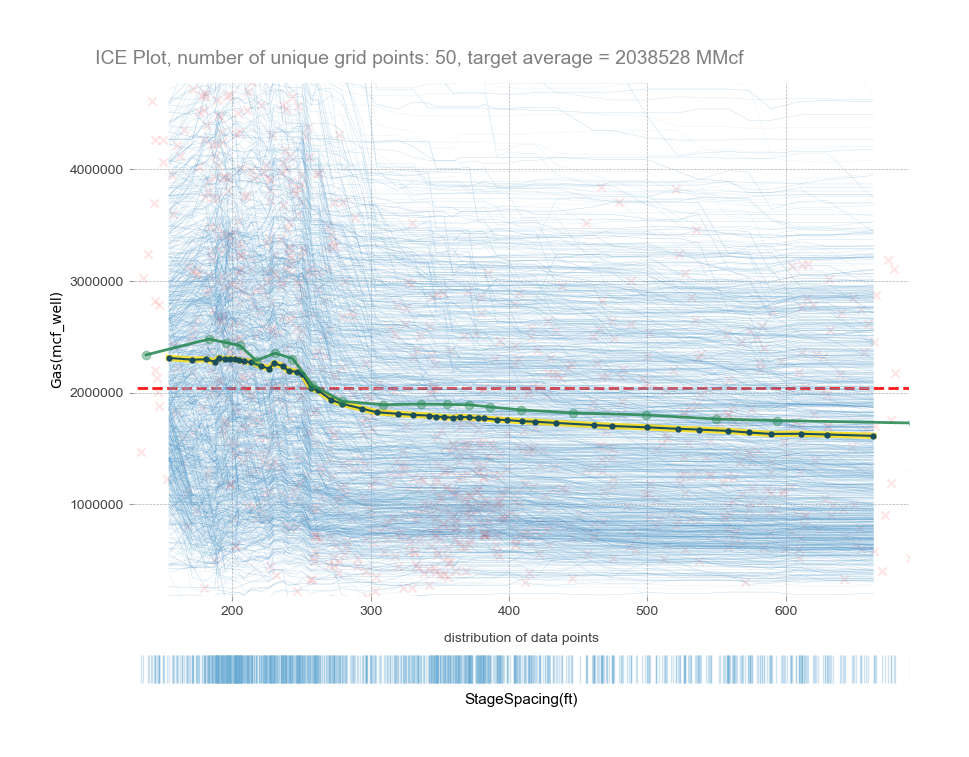 ICE Plot, number of unique grid points: 50, target average = 2038528 MMcf
Gas(mcf_well)
4000000
3000000
2000000
1000000
200 300 400 500 600
distribution of data points
StageSpacing(ft)